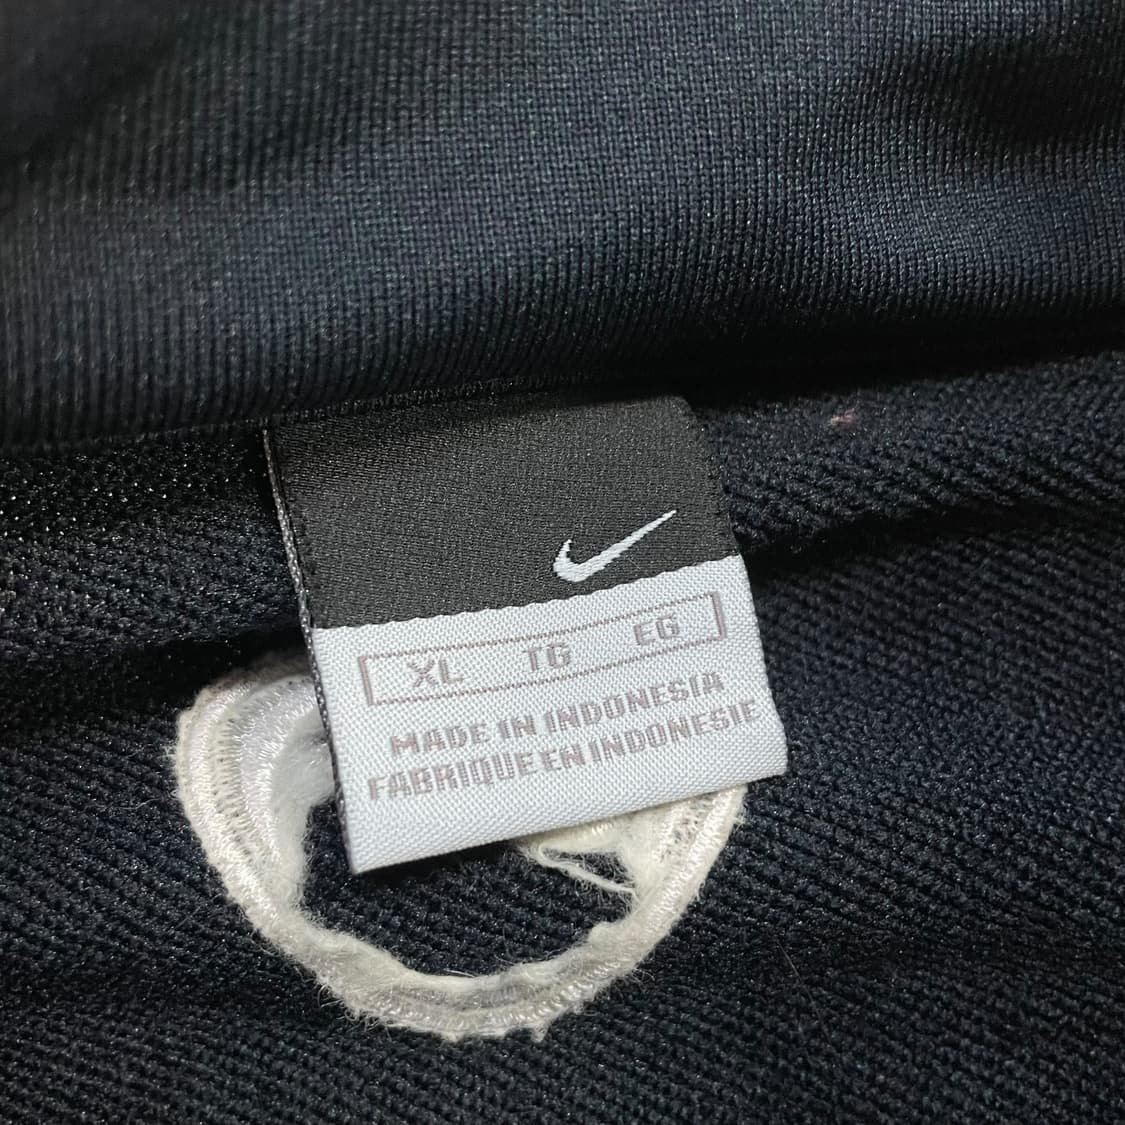 XL TG EG
MADE IN INDONESIA
FABRIQUE EN INDONESIE